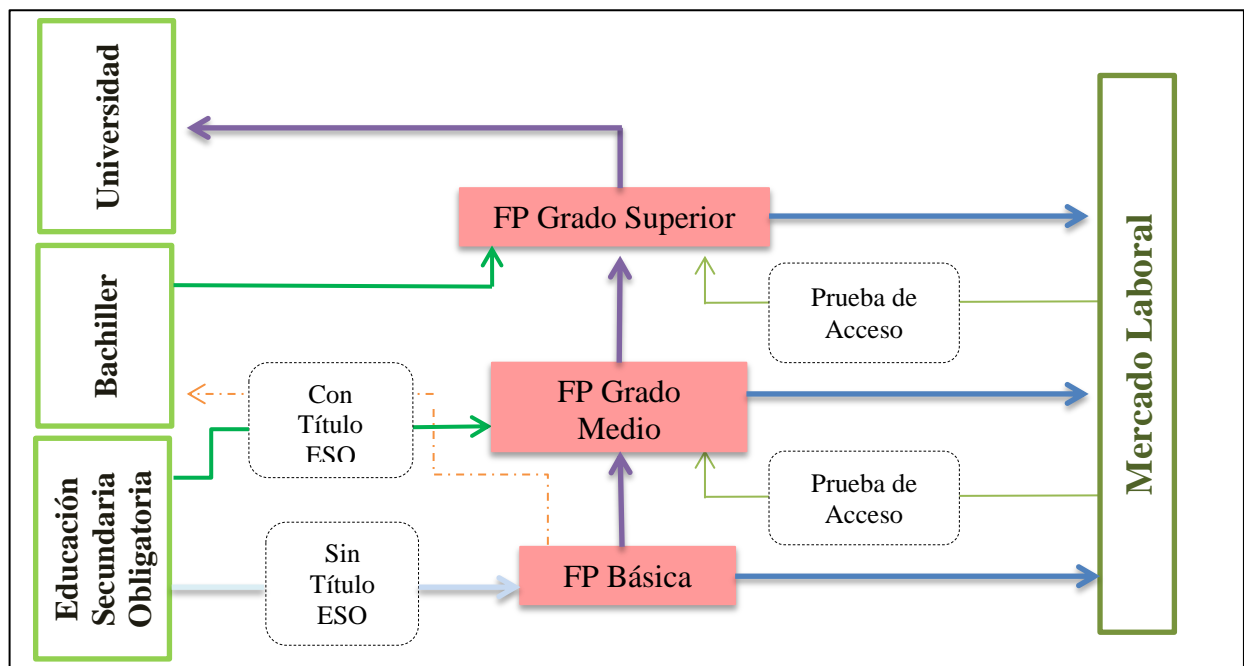 Universidad
FP Grado Superior
Bachiller
Prueba de
Acceso
Mercado Laboral
Con
Título
ESO
FP Grado
Medio
Educación
Secundaria
Obligatoria
Prueba de
Acceso
Sin
Título
ESO
FP Básica